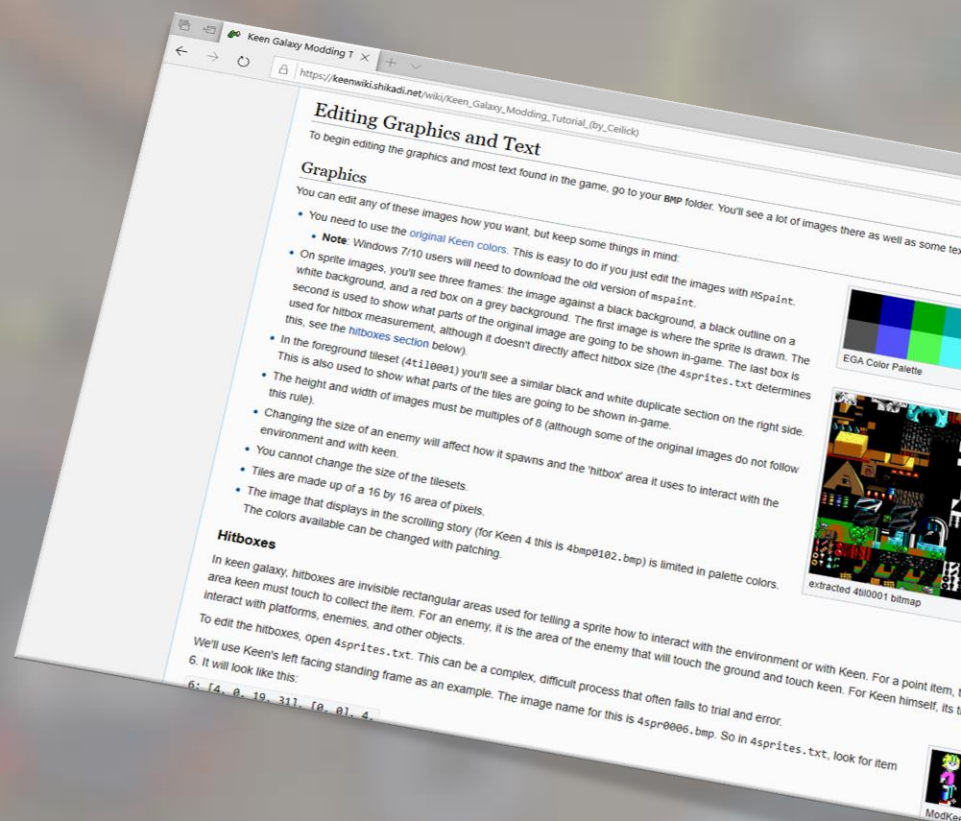 Keen Galaxy Modding T
https://keenwiki.shikadi.net/wiki/Keen_Galaxy_Modding_Tutorial_(by_Ceilick)
Editing Graphics and Text
To begin editing the graphics and most text found in the game, go to your BMP folder. You'll see a lot of images there as well as some tex
Graphics
You can edit any of these images how you want, but keep some things in mind:
• You need to use the original Keen colors. This is easy to do if you just edit the images with MSpaint.
• Note: Windows 7/10 users will need to download the old version of mspaint.
• On sprite images, you'll see three frames: the image against a black background, a black outline on a
white background, and a red box on a grey background. The first image is where the sprite is drawn. The
second is used to show what parts of the original image are going to be shown in-game. The last box is
used for hitbox measurement, although it doesn't directly affect hitbox size (the 4sprites.txt determines
this, see the hitboxes section below).
• In the foreground tileset (4til0001) you'll see a similar black and white duplicate section on the right side.
This is also used to show what parts of the tiles are going to be shown in-game.
• The height and width of images must be multiples of 8 (although some of the original images do not follow
this rule).
• Changing the size of an enemy will affect how it spawns and the 'hitbox' area it uses to interact with the
environment and with keen.
• You cannot change the size of the tilesets.
• Tiles are made up of a 16 by 16 area of pixels.
• The image that displays in the scrolling story (for Keen 4 this is 4bmp0102.bmp) is limited in palette colors.
The colors available can be changed with patching.
EGA Color Palette
extracted 4til0001 bitmap
Hitboxes
In keen galaxy, hitboxes are invisible rectangular areas used for telling a sprite how to interact with the environment or with Keen. For a point item, t
area keen must touch to collect the item. For an enemy, it is the area of the enemy that will touch the ground and touch keen. For Keen himself, its t
interact with platforms, enemies, and other objects.
To edit the hitboxes, open 4sprites.txt. This can be a complex, difficult process that often falls to trial and error.
We'll use Keen's left facing standing frame as an example. The image name for this is 4spr0006.bmp. So in 4sprites.txt, look for item
6. It will look like this:
6: [4, 0, 19, 31], [0, 0], 4,
ModKee